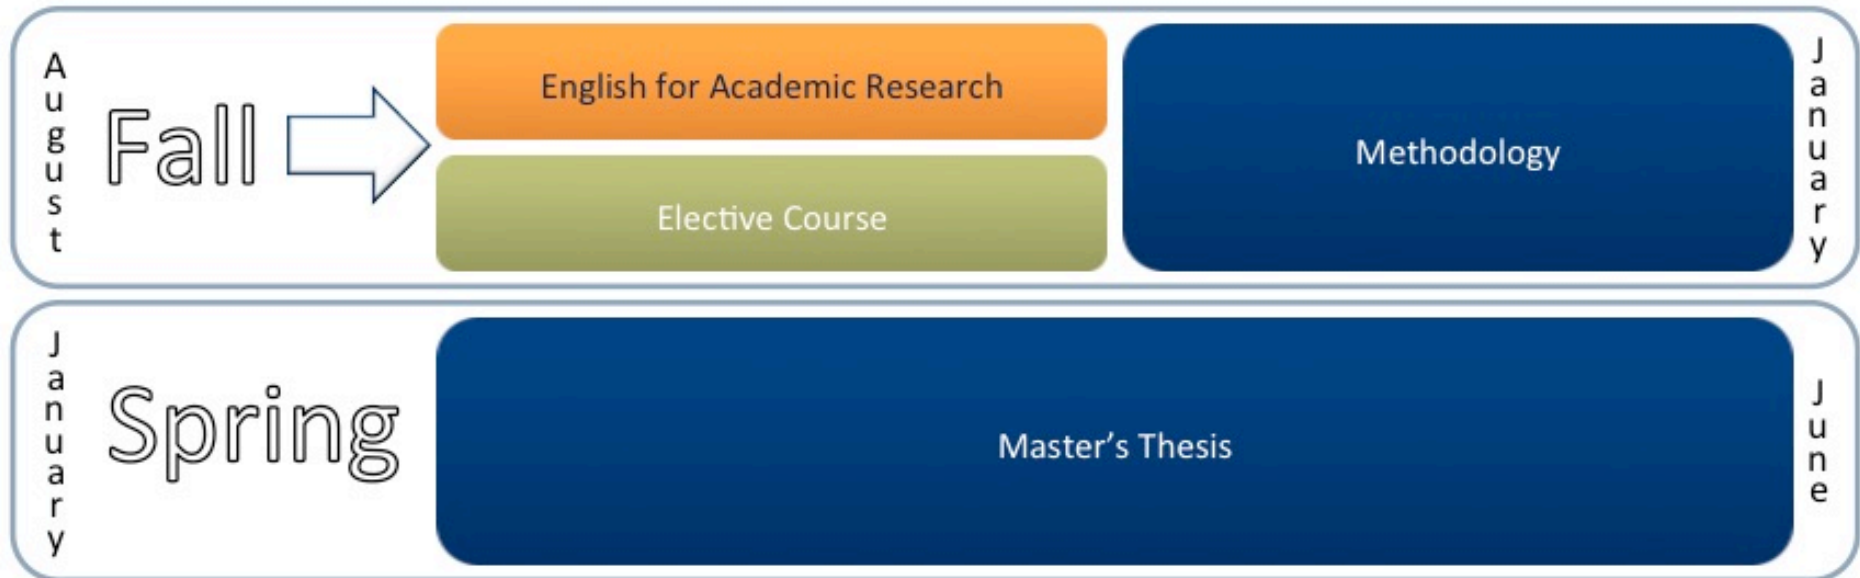 August
Fall
English for Academic Research
Elective Course
Methodology
January
January
Spring
Master’s Thesis
June